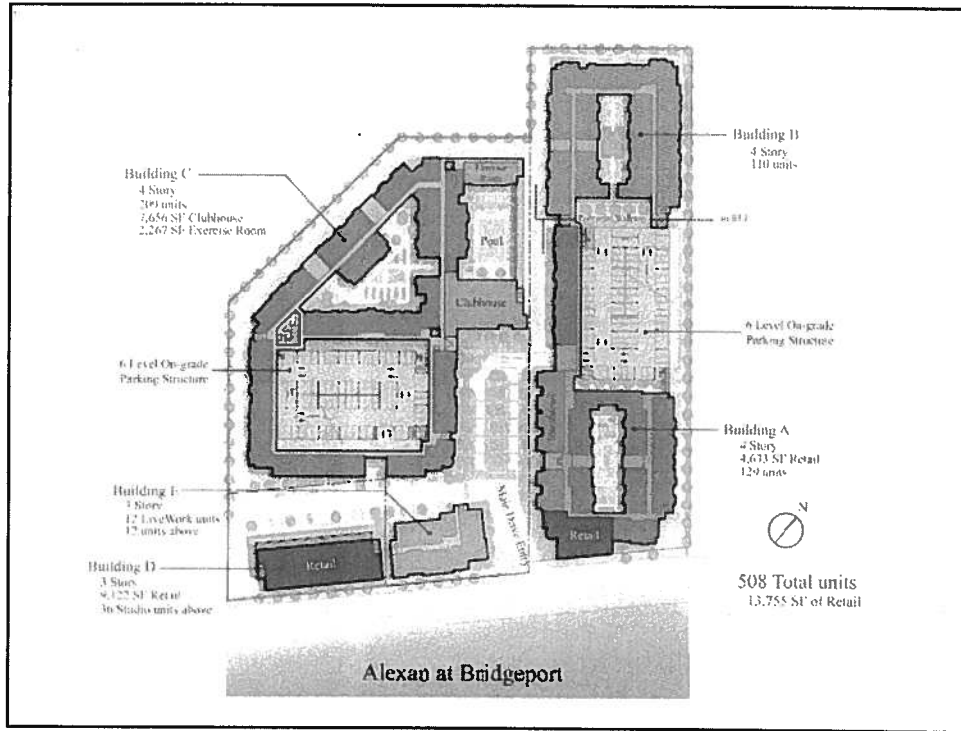 Building B
4 Story
110 units
Building C
4 Story
209 units
7,656 SF Clubhouse
2,267 SF Exercise Room
Exercise
Room
Pool
Clubhouse
6 Level On-grade
Parking Structure
6 Level On-grade
Parking Structure
Building A
4 Story
4,633 SF Retail
129 units
Building E
3 Story
12 LiveWork units
12 units above
Main Drive Entry
Retail
N
Building D
3 Story
9,122 SF Retail
36 Studio units above
Retail
508 Total units
13,755 SF of Retail
Alexan at Bridgeport